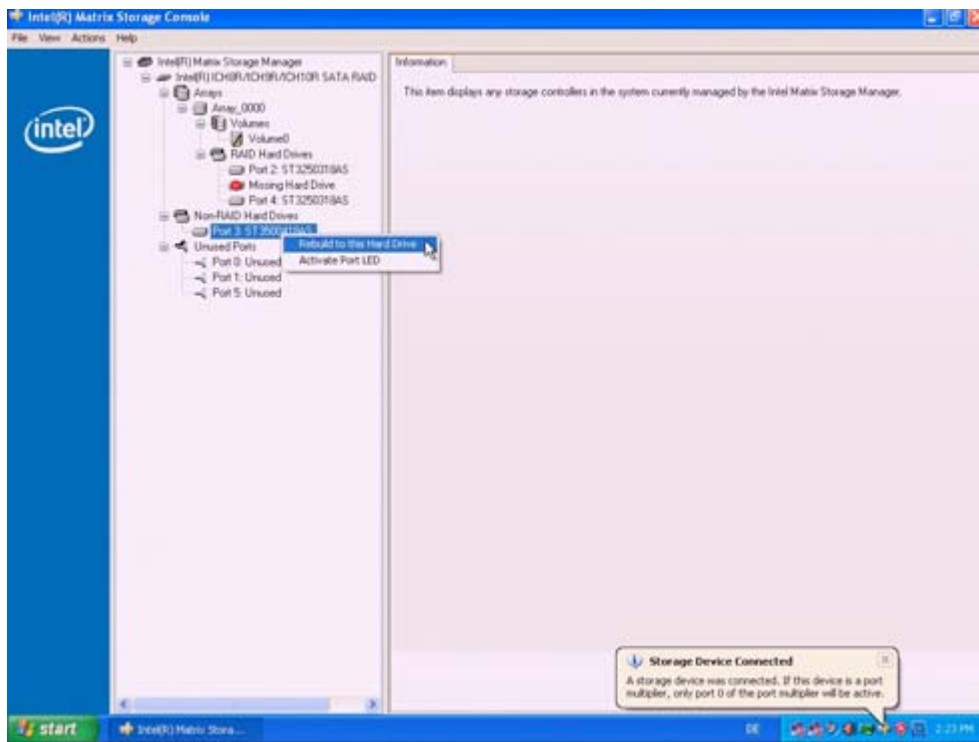 Intel(R) Matrix Storage Console
File View Actions Help
Intel(R) Matrix Storage Manager
Intel(R) ICH8R/ICH9R/ICH10R SATA RAID
Arrays
Array_0000
Volumes
Volume0
RAID Hard Drives
Port 2: ST3250318AS
Missing Hard Drive
Port 4: ST3250318AS
Non-RAID Hard Drives
Port 3: ST3500418AS
Rebuild to this Hard Drive
Activate Port LED
Unused Ports
Port 0: Unused
Port 1: Unused
Port 5: Unused
Information
This item displays any storage controllers in the system currently managed by the Intel Matrix Storage Manager.
intel
Storage Device Connected
A storage device was connected. If this device is a port
multiplier, only port 0 of the port multiplier will be active.
start
Intel(R) Matrix Stora...
DE
2:23 PM